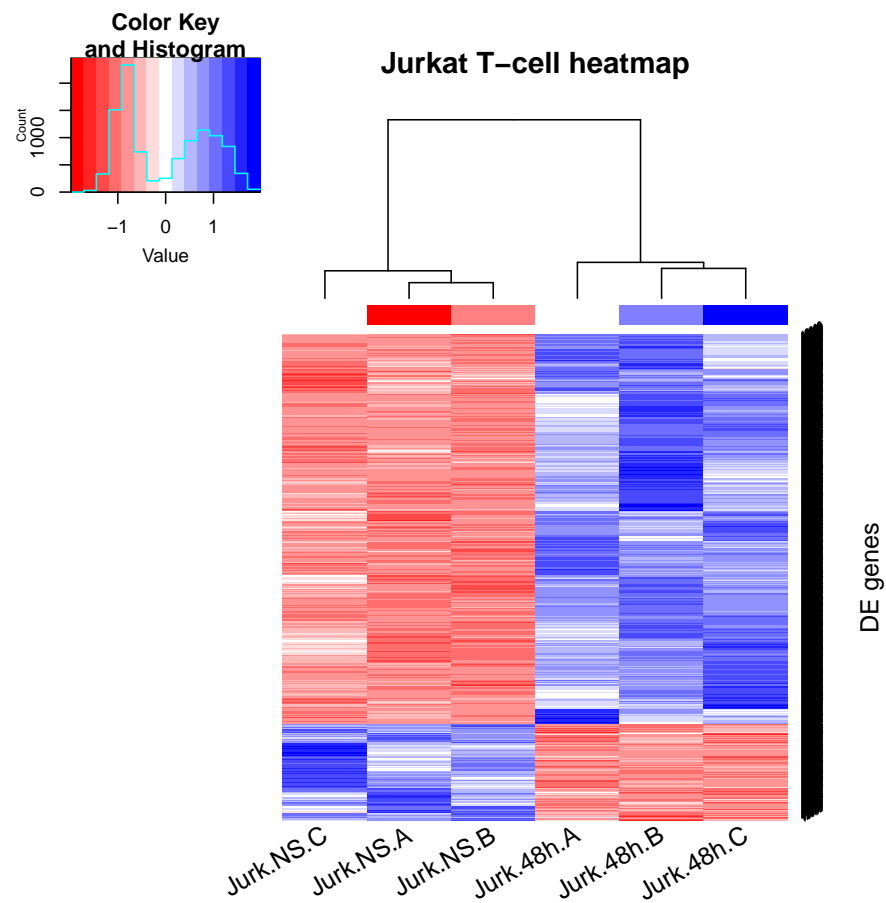 Color Key
and Histogram
Count
0
1000
−1
0
1
Value
Jurkat T−cell heatmap
DE genes
Jurk.NS.C
Jurk.NS.A
Jurk.NS.B
Jurk.48h.A
Jurk.48h.B
Jurk.48h.C